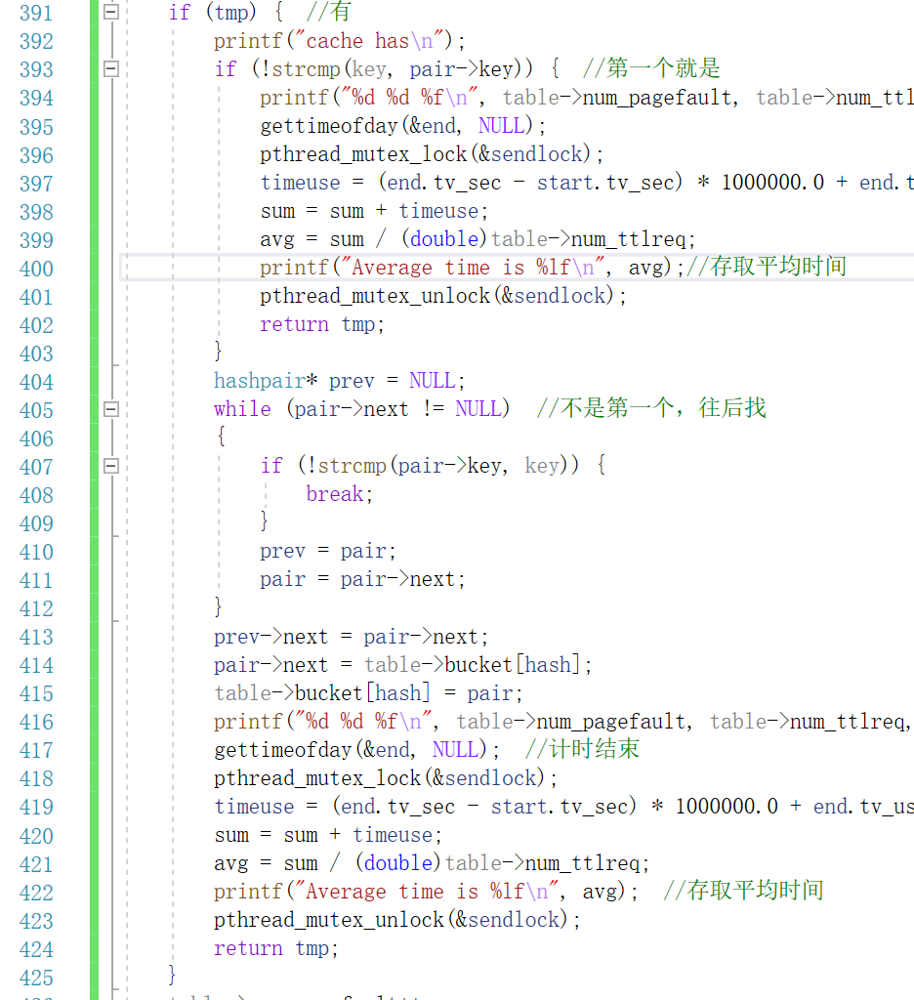 391 if (tmp) { //有
392 printf("cache has\n");
393 if (!strcmp(key, pair->key)) { //第一个就是
394 printf("%d %d %f\n", table->num_pagefault, table->num_ttl
395 gettimeofday(&end, NULL);
396 pthread_mutex_lock(&sendlock);
397 timeuse = (end.tv_sec - start.tv_sec) * 1000000.0 + end.t
398 sum = sum + timeuse;
399 avg = sum / (double)table->num_ttlreq;
400 printf("Average time is %lf\n", avg);//存取平均时间
401 pthread_mutex_unlock(&sendlock);
402 return tmp;
403 }
404 hashpair* prev = NULL;
405 while (pair->next != NULL) //不是第一个，往后找
406 {
407 if (!strcmp(pair->key, key)) {
408 break;
409 }
410 prev = pair;
411 pair = pair->next;
412 }
413 prev->next = pair->next;
414 pair->next = table->bucket[hash];
415 table->bucket[hash] = pair;
416 printf("%d %d %f\n", table->num_pagefault, table->num_ttlreq,
417 gettimeofday(&end, NULL); //计时结束
418 pthread_mutex_lock(&sendlock);
419 timeuse = (end.tv_sec - start.tv_sec) * 1000000.0 + end.tv_us
420 sum = sum + timeuse;
421 avg = sum / (double)table->num_ttlreq;
422 printf("Average time is %lf\n", avg); //存取平均时间
423 pthread_mutex_unlock(&sendlock);
424 return tmp;
425 }